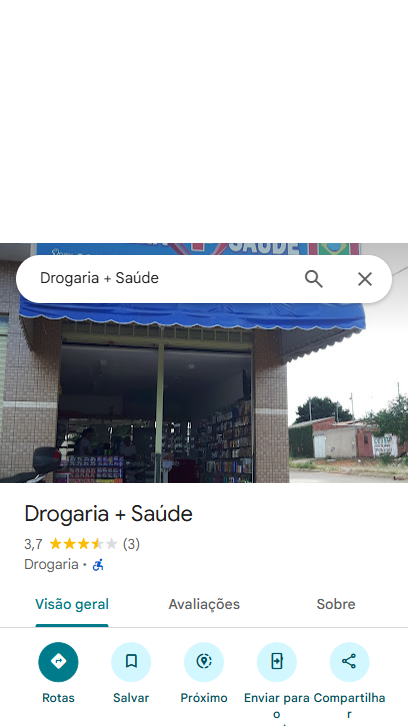 SAÚDE
Drogaria + Saúde
Drogaria + Saúde
3,7 (3)
Drogaria ·
Visão geral
Avaliações
Sobre
Rotas
Salvar
Próximo
Enviar para o
Compartilhar